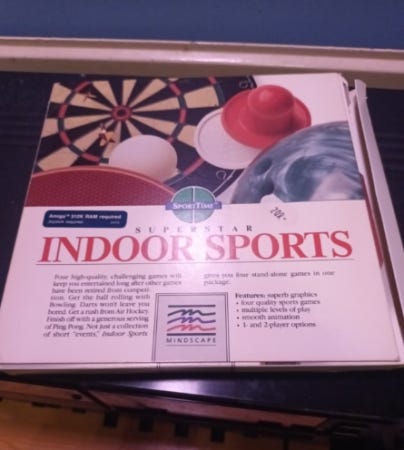 SPORTTIME
Amiga™ 512K RAM required
Joystick required.
200.-
SUPERSTAR
INDOOR SPORTS
Four high-quality, challenging games will
keep you entertained long after other games
have been retired from competi-
tion. Get the ball rolling with
Bowling. Darts won't leave you
bored. Get a rush from Air Hockey.
Finish off with a generous serving
of Ping Pong. Not just a collection
of short "events," Indoor Sports
gives you four stand-alone games in one
package.
Features: superb graphics
• four quality sports games
• multiple levels of play
• smooth animation
• 1- and 2-player options
MINDSCAPE